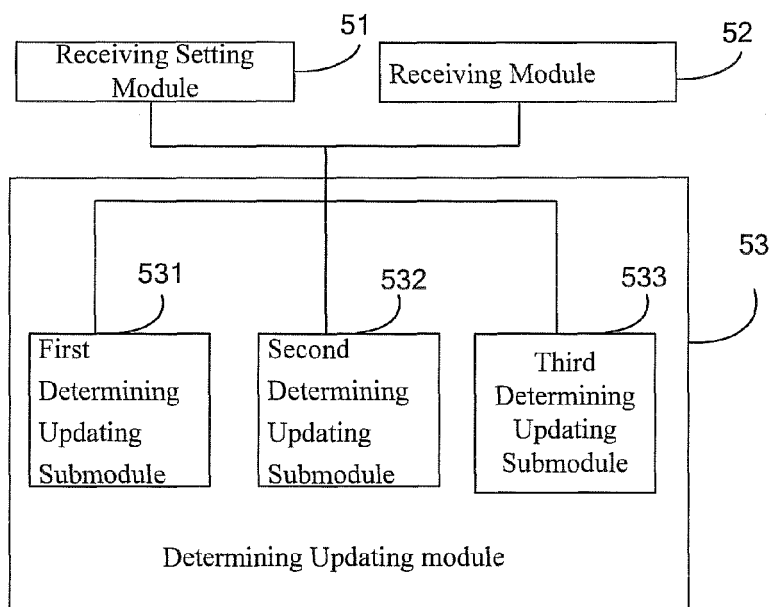 51
52
Receiving Setting
Module
Receiving Module
53
531
532
533
First
Determining
Updating
Submodule
Second
Determining
Updating
Submodule
Third
Determining
Updating
Submodule
Determining Updating module